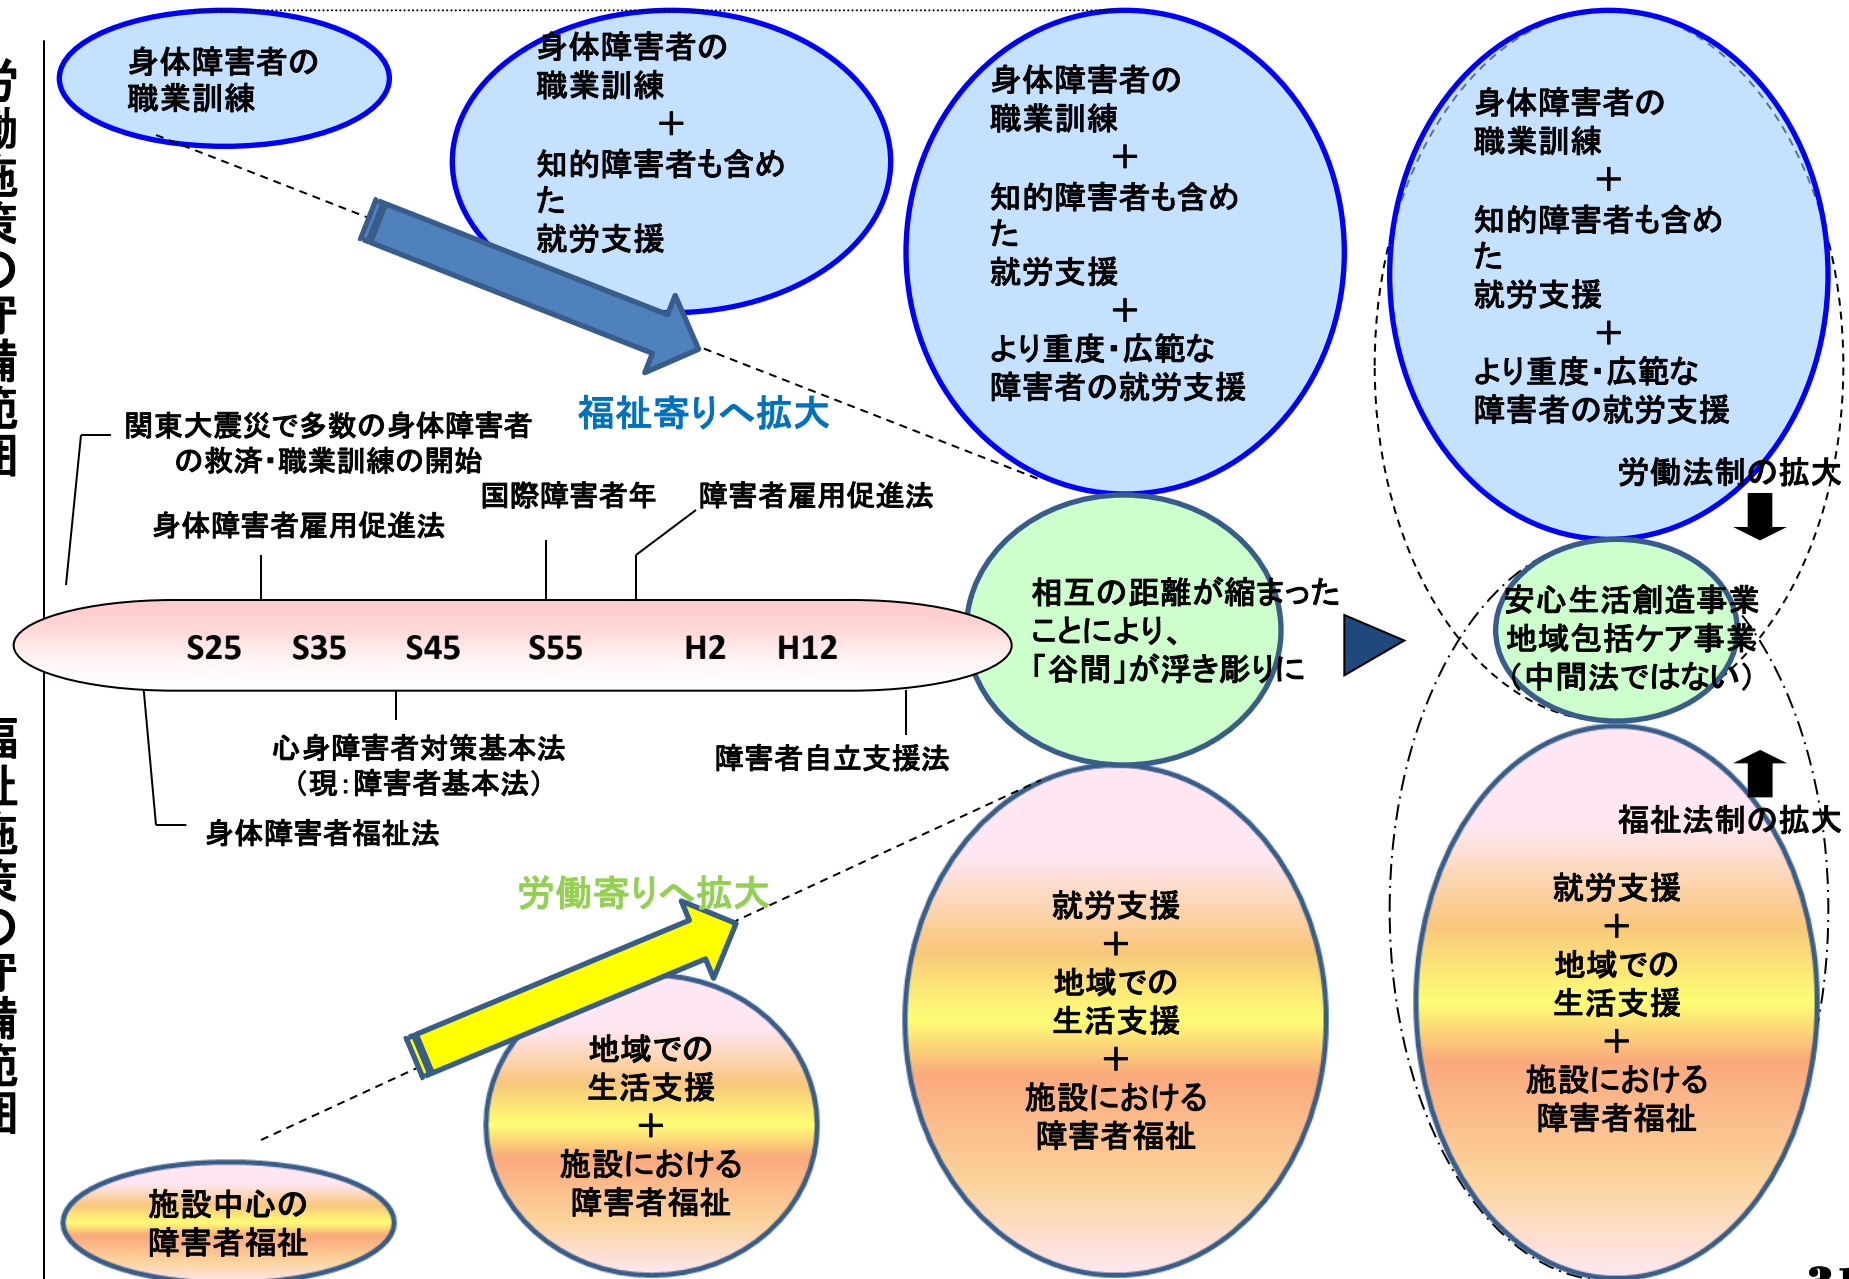 労働施策の守備範囲
身体障害者の
職業訓練
身体障害者の
職業訓練
＋
知的障害者も含め
た
就労支援
身体障害者の
職業訓練
＋
知的障害者も含め
た
就労支援
＋
より重度・広範な
障害者の就労支援
身体障害者の
職業訓練
＋
知的障害者も含め
た
就労支援
＋
より重度・広範な
障害者の就労支援
福祉寄りへ拡大
労働法制の拡大
関東大震災で多数の身体障害者
の救済・職業訓練の開始
身体障害者雇用促進法
国際障害者年
障害者雇用促進法
S25 S35 S45 S55 H2 H12
相互の距離が縮まった
ことにより、
「谷間」が浮き彫りに
安心生活創造事業
地域包括ケア事業
（中間法ではない）
福祉施策の守備範囲
心身障害者対策基本法
（現：障害者基本法）
身体障害者福祉法
障害者自立支援法
福祉法制の拡大
労働寄りへ拡大
施設中心の
障害者福祉
地域での
生活支援
＋
施設における
障害者福祉
就労支援
＋
地域での
生活支援
＋
施設における
障害者福祉
就労支援
＋
地域での
生活支援
＋
施設における
障害者福祉